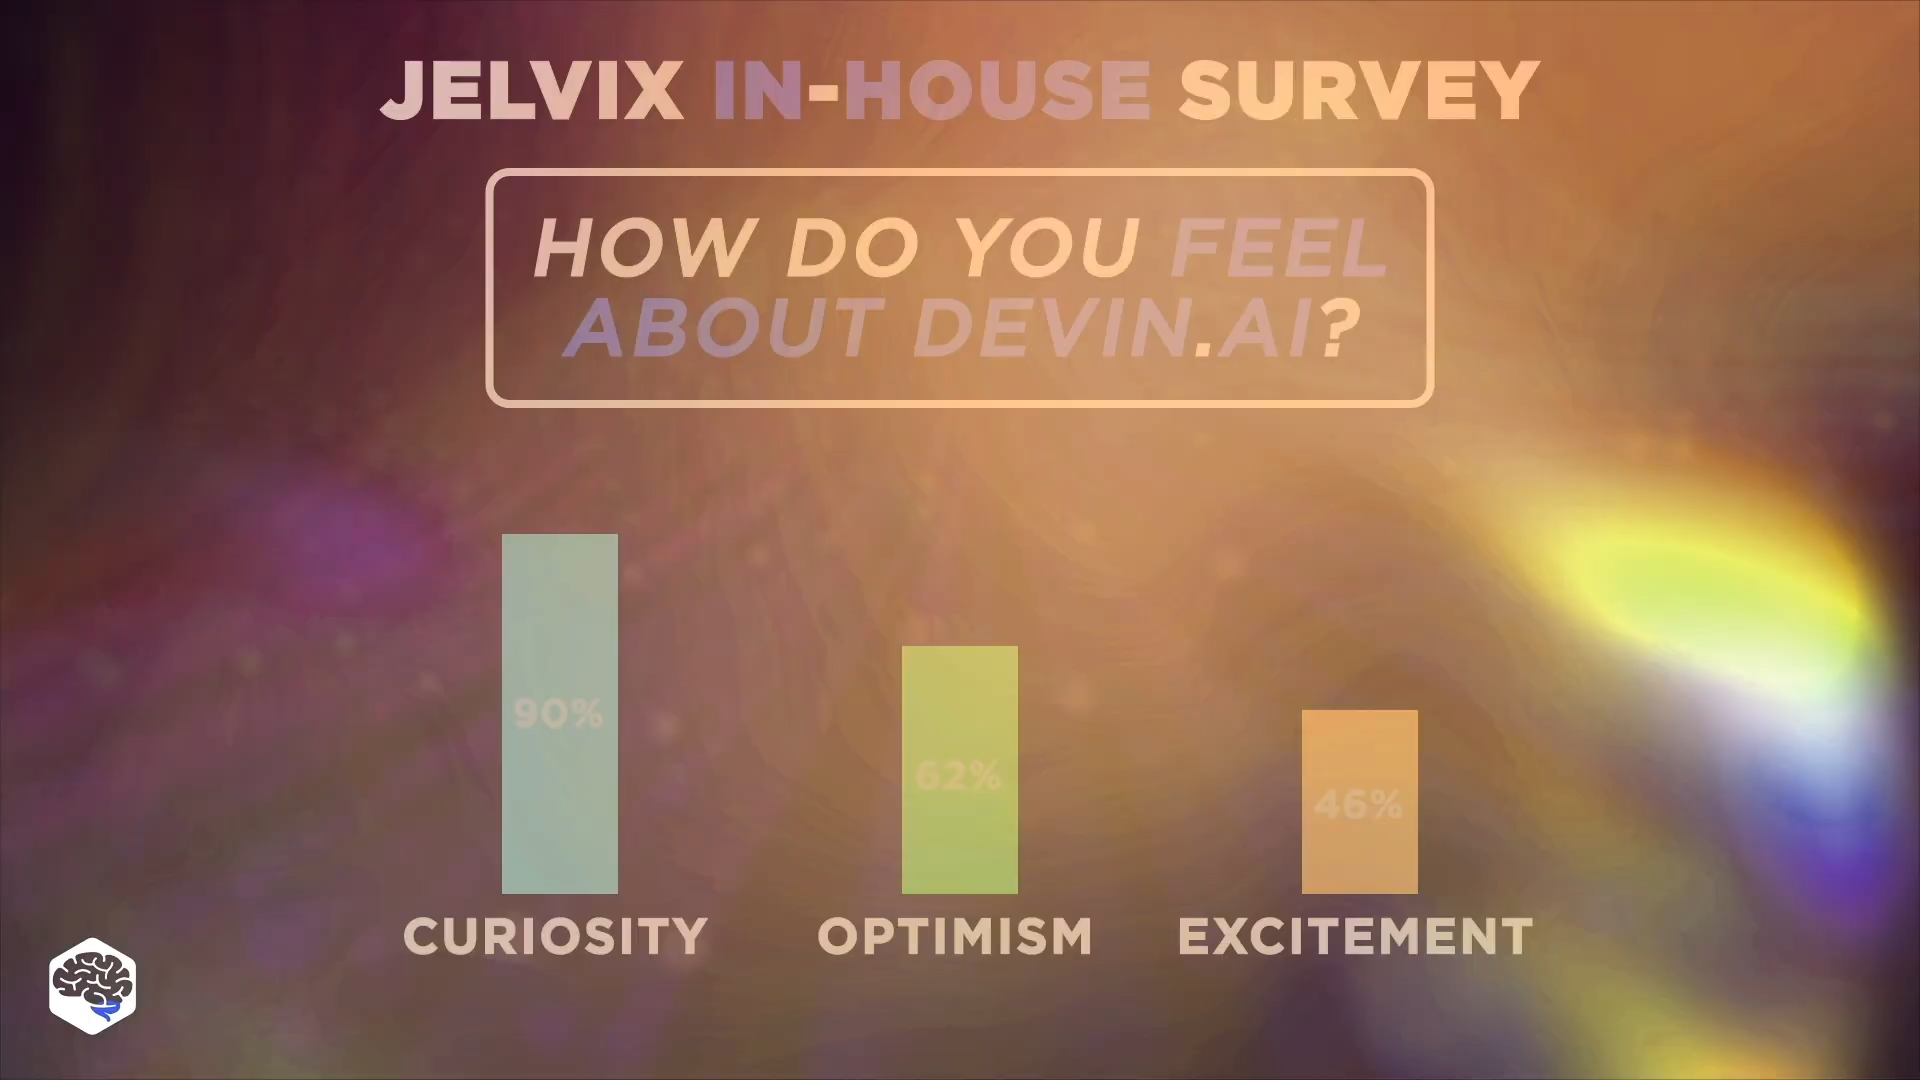 JELVIX IN-HOUSE SURVEY
HOW DO YOU FEEL
ABOUT DEVIN.AI?
90%
62%
46%
CURIOSITY
OPTIMISM
EXCITEMENT